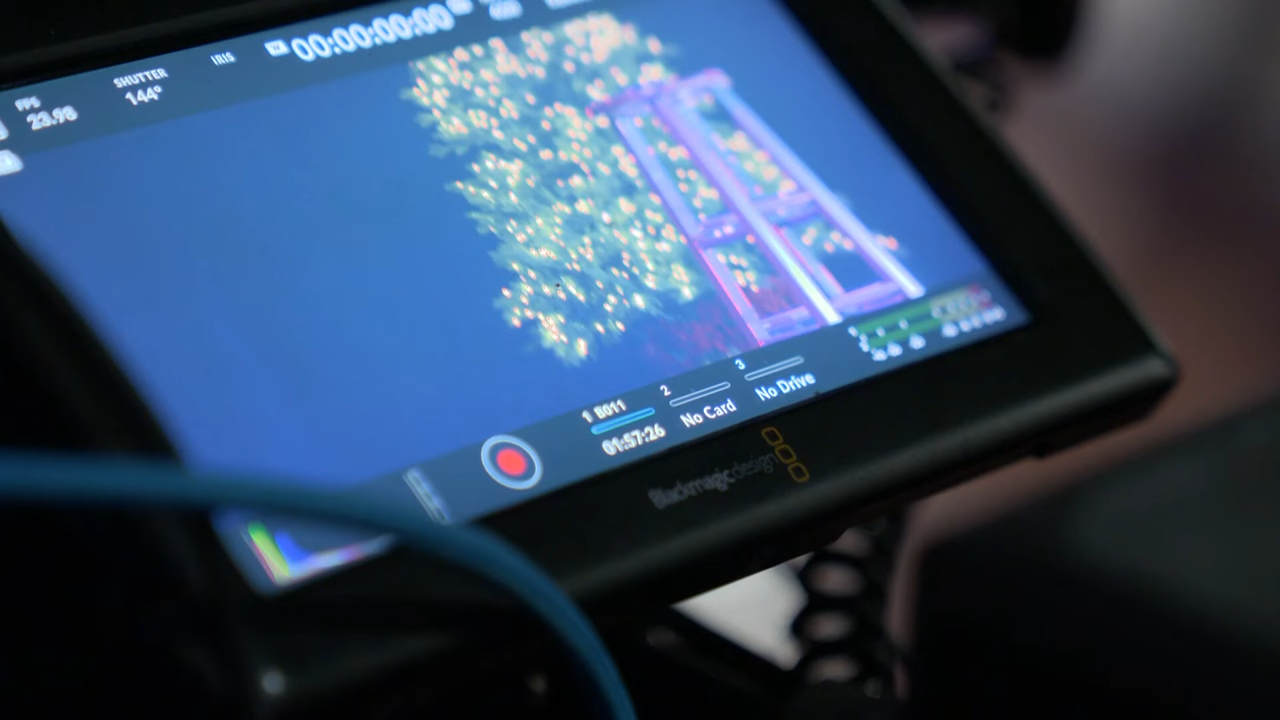 FPS
23.98
SHUTTER
144°
IRIS
00:00:00:00
1 B011
01:57:26
2
No Card
3
No Drive
Blackmagicdesign